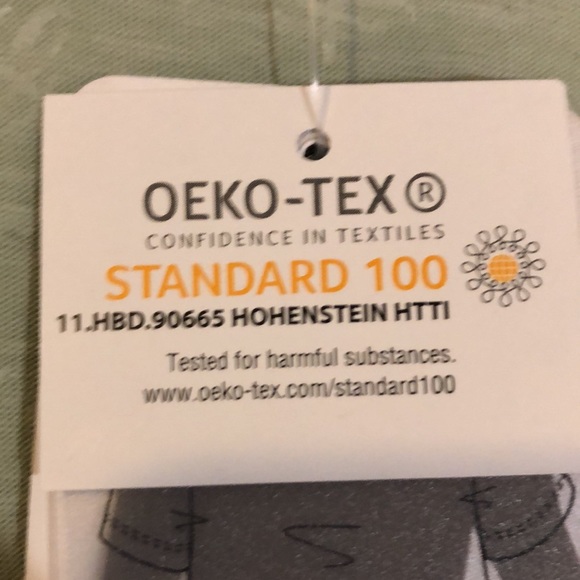 OEKO-TEX®
CONFIDENCE IN TEXTILES
STANDARD 100
11.HBD.90665 HOHENSTEIN HTTI
Tested for harmful substances.
www.oeko-tex.com/standard100